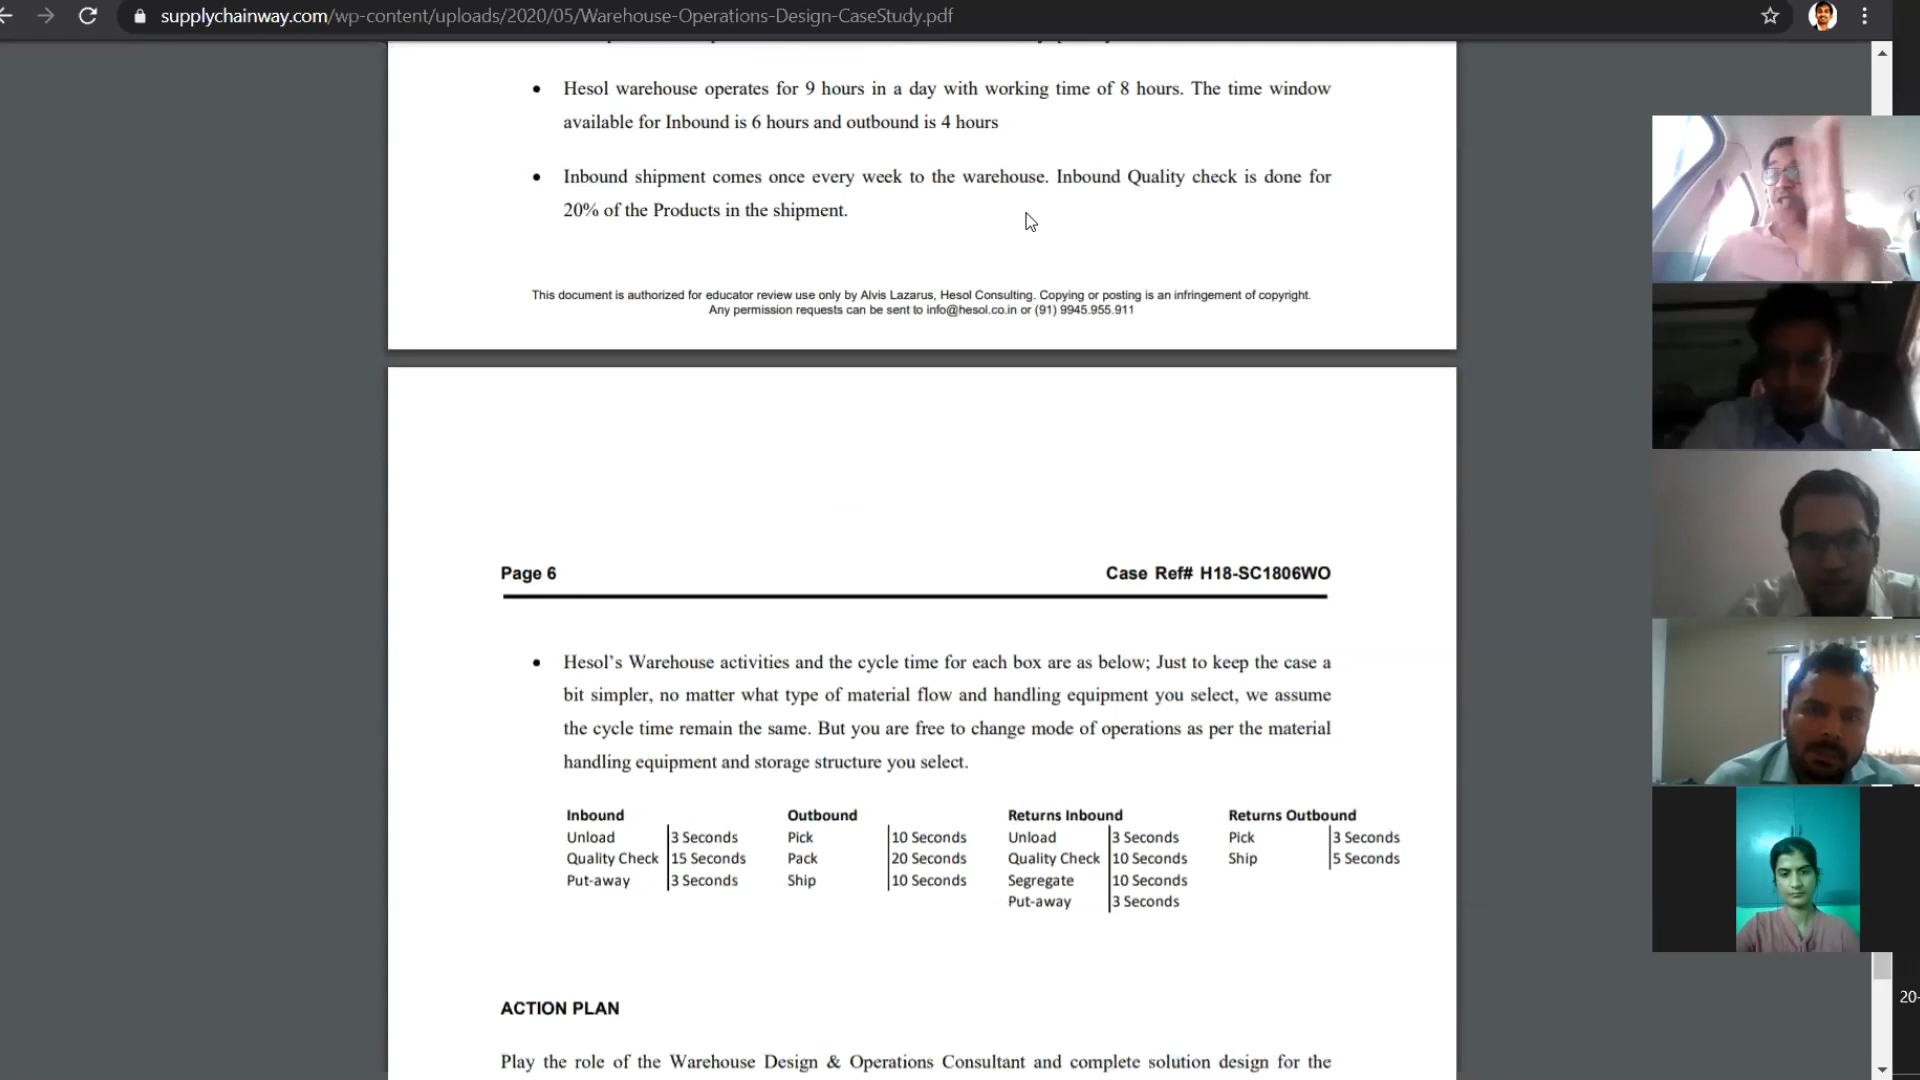 supplychainway.com/wp-content/uploads/2020/05/Warehouse-Operations-Design-CaseStudy.pdf
• Hesol warehouse operates for 9 hours in a day with working time of 8 hours. The time window
available for Inbound is 6 hours and outbound is 4 hours
• Inbound shipment comes once every week to the warehouse. Inbound Quality check is done for
20% of the Products in the shipment.
This document is authorized for educator review use only by Alvis Lazarus, Hesol Consulting. Copying or posting is an infringement of copyright.
Any permission requests can be sent to info@hesol.co.in or (91) 9945.955.911
Page 6 Case Ref# H18-SC1806WO
• Hesol’s Warehouse activities and the cycle time for each box are as below; Just to keep the case a
bit simpler, no matter what type of material flow and handling equipment you select, we assume
the cycle time remain the same. But you are free to change mode of operations as per the material
handling equipment and storage structure you select.
Inbound Outbound Returns Inbound Returns Outbound
Unload 3 Seconds Pick 10 Seconds Unload 3 Seconds Pick 3 Seconds
Quality Check 15 Seconds Pack 20 Seconds Quality Check 10 Seconds Ship 5 Seconds
Put-away 3 Seconds Ship 10 Seconds Segregate 10 Seconds
Put-away 3 Seconds
ACTION PLAN
Play the role of the Warehouse Design & Operations Consultant and complete solution design for the
20-